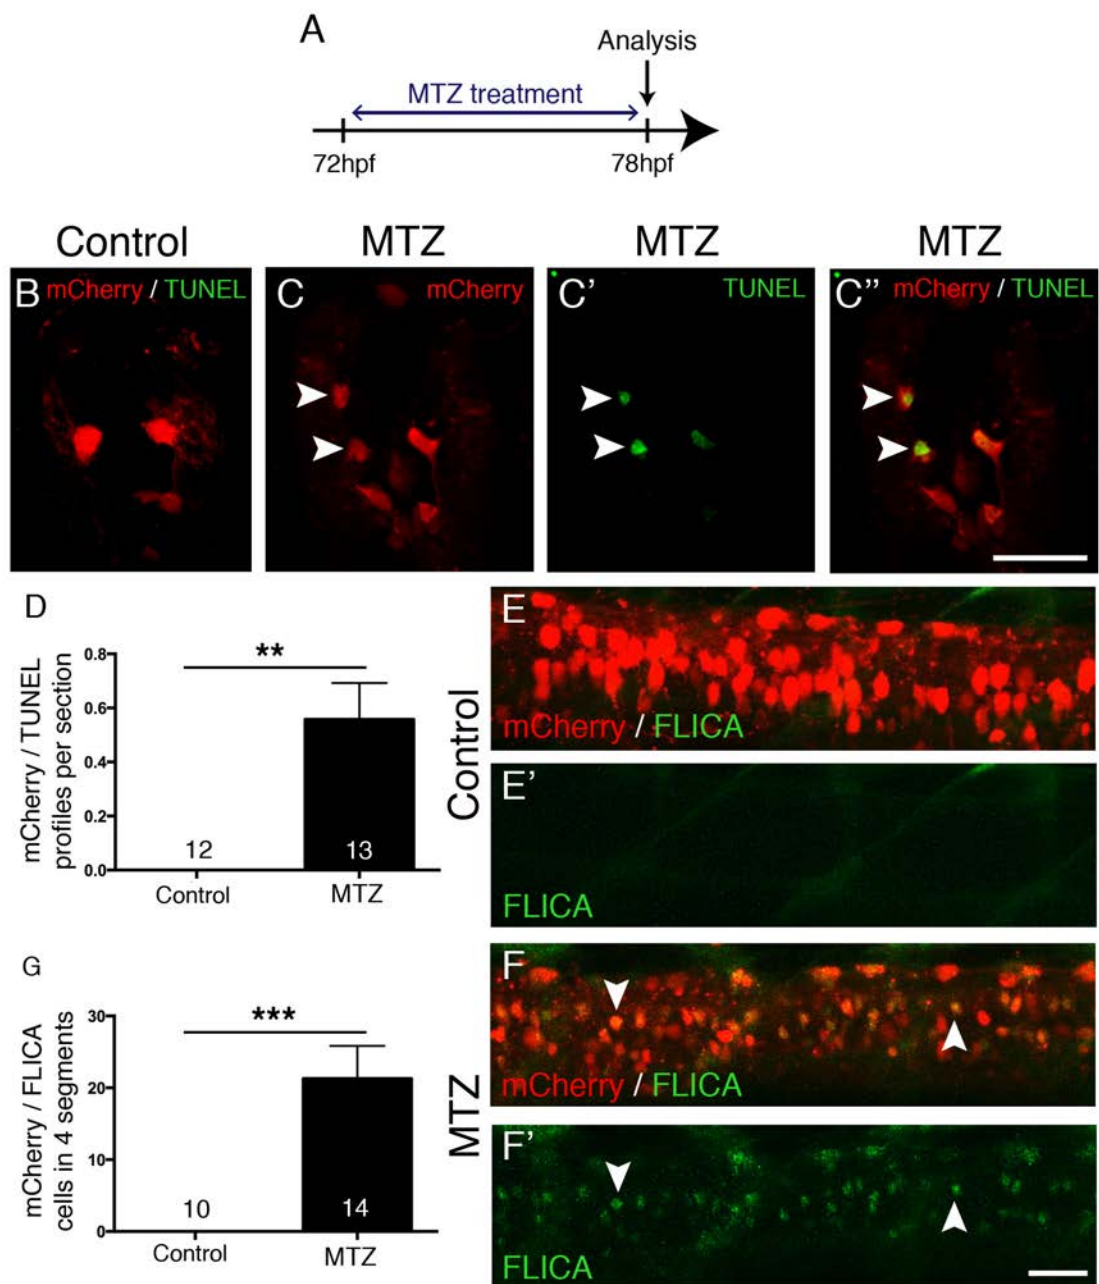 A
Analysis
MTZ treatment
72hpf
78hpf
Control
MTZ
MTZ
MTZ
B
mCherry / TUNEL
C
mCherry
C'
TUNEL
C''
mCherry / TUNEL
D
mCherry / TUNEL
profiles per section
0.8
0.6
0.4
0.2
0.0
**
12
13
Control
MTZ
Control
E
mCherry / FLICA
E'
FLICA
G
mCherry / FLICA
cells in 4 segments
30
20
10
0
***
10
14
Control
MTZ
MTZ
F
mCherry / FLICA
F'
FLICA